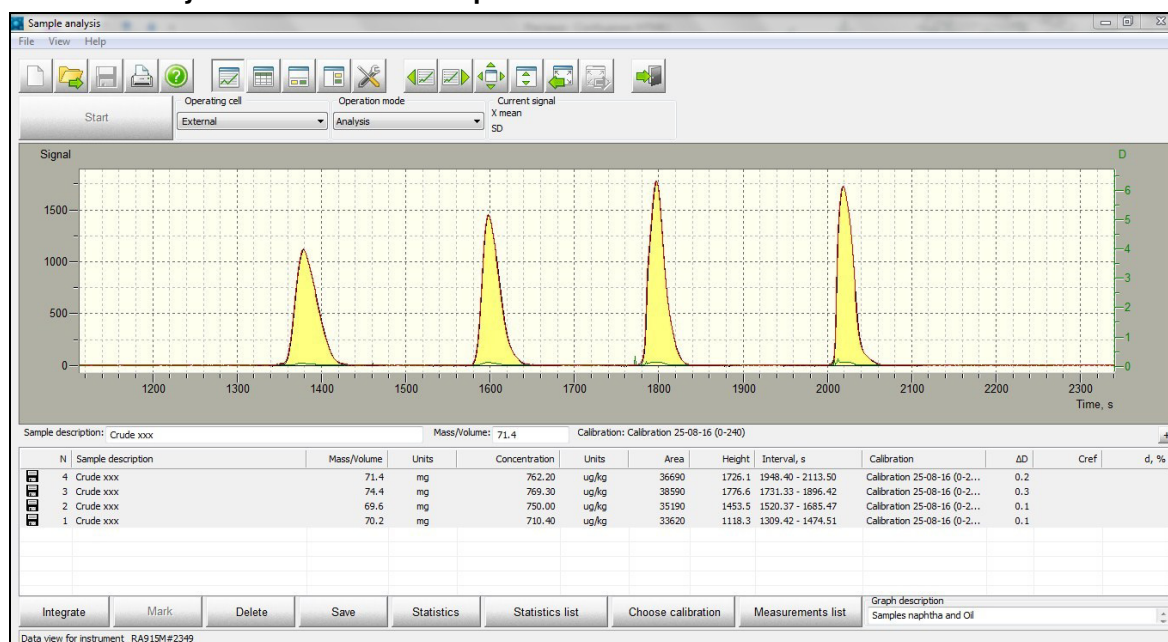 Sample analysis
File View Help
Start
Operating cell
External
Operation mode
Analysis
Current signal
X mean
SD
Signal
D
1500
1000
500
0
6
5
4
3
2
1
0
1200 1300 1400 1500 1600 1700 1800 1900 2000 2100 2200 2300
Time, s
Sample description: Crude xxx Mass/Volume: 71.4 Calibration: Calibration 25-08-16 (0-240)
N Sample description Mass/Volume Units Concentration Units Area Height Interval, s Calibration ΔD Cref d, %
4 Crude xxx 71.4 mg 762.20 ug/kg 36690 1726.1 1948.40 - 2113.50 Calibration 25-08-16 (0-2... 0.2
3 Crude xxx 74.4 mg 769.30 ug/kg 38590 1776.6 1731.33 - 1896.42 Calibration 25-08-16 (0-2... 0.3
2 Crude xxx 69.6 mg 750.00 ug/kg 35190 1453.5 1520.37 - 1685.47 Calibration 25-08-16 (0-2... 0.1
1 Crude xxx 70.2 mg 710.40 ug/kg 33620 1118.3 1309.42 - 1474.51 Calibration 25-08-16 (0-2... 0.1
Integrate Mark Delete Save Statistics Statistics list Choose calibration Measurements list
Graph description
Samples naphtha and Oil
Data view for instrument RA915M#2349